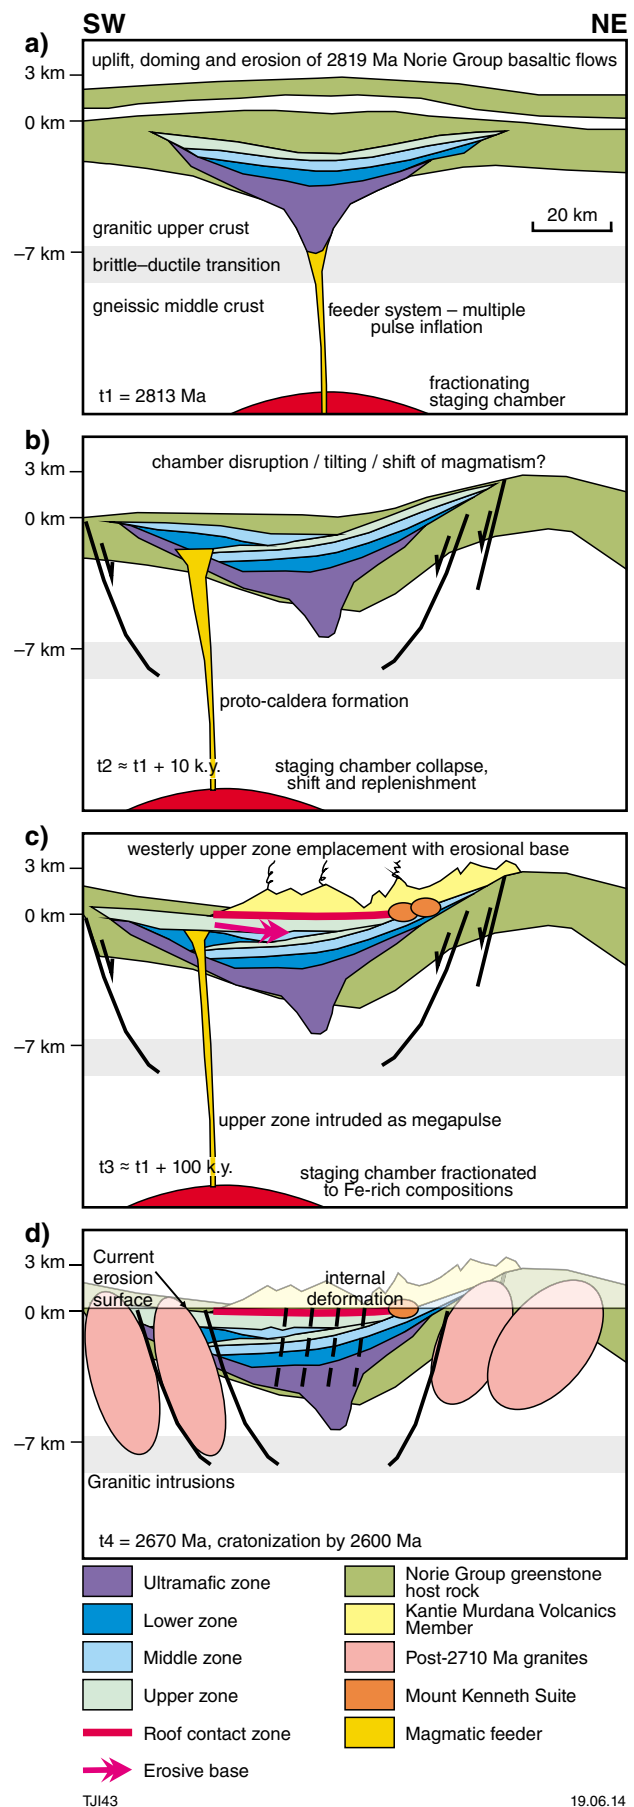 SW
NE
a)
uplift, doming and erosion of 2819 Ma Norie Group basaltic flows
3 km
0 km
20 km
granitic upper crust
–7 km
brittle–ductile transition
gneissic middle crust
feeder system – multiple
pulse inflation
fractionating
staging chamber
t1 = 2813 Ma
b)
chamber disruption / tilting / shift of magmatism?
3 km
0 km
–7 km
proto-caldera formation
t2 ≈ t1 + 10 k.y.
staging chamber collapse,
shift and replenishment
c)
westerly upper zone emplacement with erosional base
3 km
0 km
–7 km
upper zone intruded as megapulse
t3 ≈ t1 + 100 k.y.
staging chamber fractionated
to Fe-rich compositions
d)
3 km
Current
erosion
surface
internal
deformation
0 km
–7 km
Granitic intrusions
t4 = 2670 Ma, cratonization by 2600 Ma
Ultramafic zone
Lower zone
Middle zone
Upper zone
Roof contact zone
Erosive base
Norie Group greenstone
host rock
Kantie Murdana Volcanics
Member
Post-2710 Ma granites
Mount Kenneth Suite
Magmatic feeder
TJI43
19.06.14